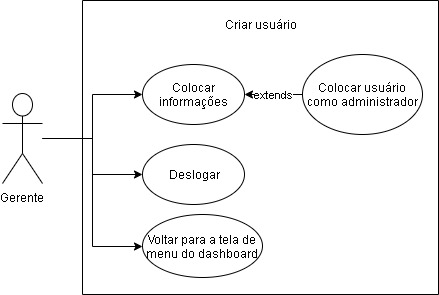 Criar usuário
Colocar
informações
extends
Colocar usuário
como administrador
Gerente
Deslogar
Voltar para a tela de
menu do dashboard